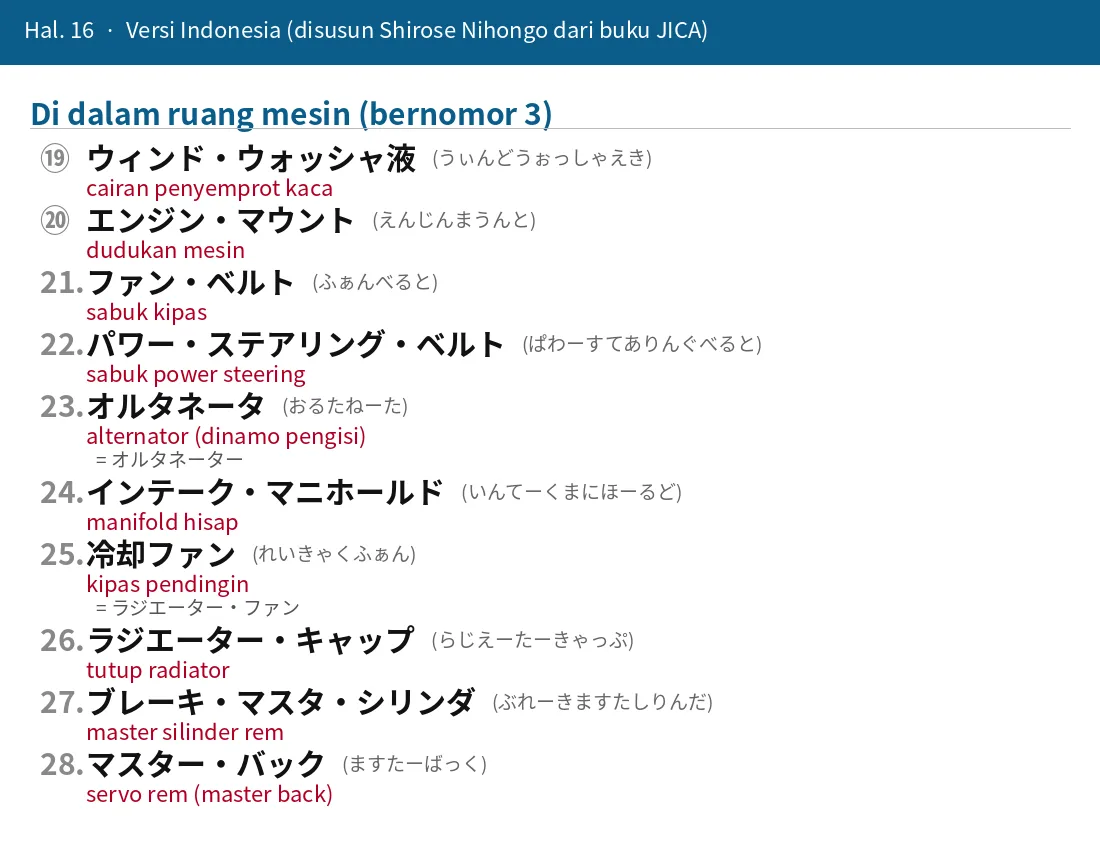 Hal. 16 · Versi Indonesia (disusun Shirose Nihongo dari buku JICA)
Di dalam ruang mesin (bernomor 3)
⑲ ウィンド・ウォッシャ液 (うぃんどうぉっしゃえき)
cairan penyemprot kaca
⑳ エンジン・マウント (えんじんまうんと)
dudukan mesin
21. ファン・ベルト (ふぁんべると)
sabuk kipas
22. パワー・ステアリング・ベルト (ぱわーすてありんぐべると)
sabuk power steering
23. オルタネータ (おるたねーた)
alternator (dinamo pengisi)
= オルタネーター
24. インテーク・マニホールド (いんてーくまにほーるど)
manifold hisap
25. 冷却ファン (れいきゃくふぁん)
kipas pendingin
= ラジエーター・ファン
26. ラジエーター・キャップ (らじえーたーきゃっぷ)
tutup radiator
27. ブレーキ・マスタ・シリンダ (ぶれーきますたしりんだ)
master silinder rem
28. マスター・バック (ますたーばっく)
servo rem (master back)